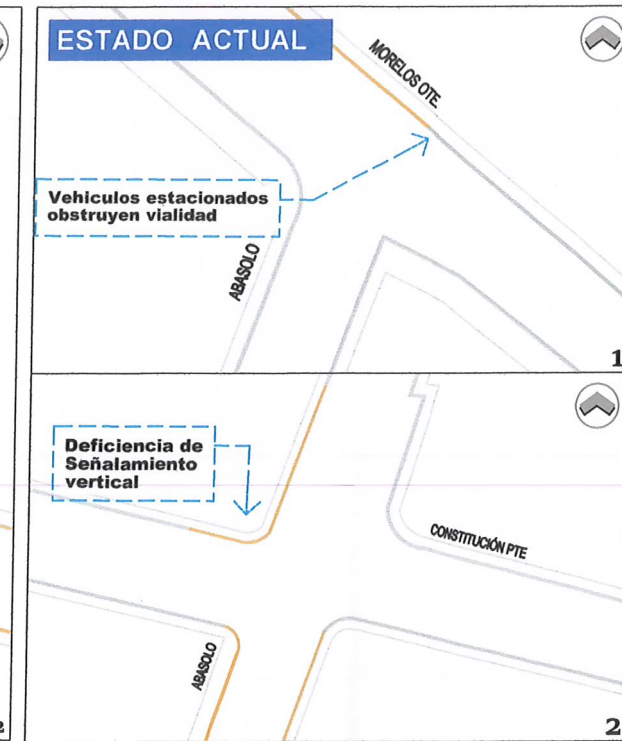 ESTADO ACTUAL
MORELOS OTE.
Vehiculos estacionados
obstruyen vialidad
ABASOLO
1
Deficiencia de
Señalamiento
vertical
CONSTITUCIÓN PTE
ABASOLO
2
2